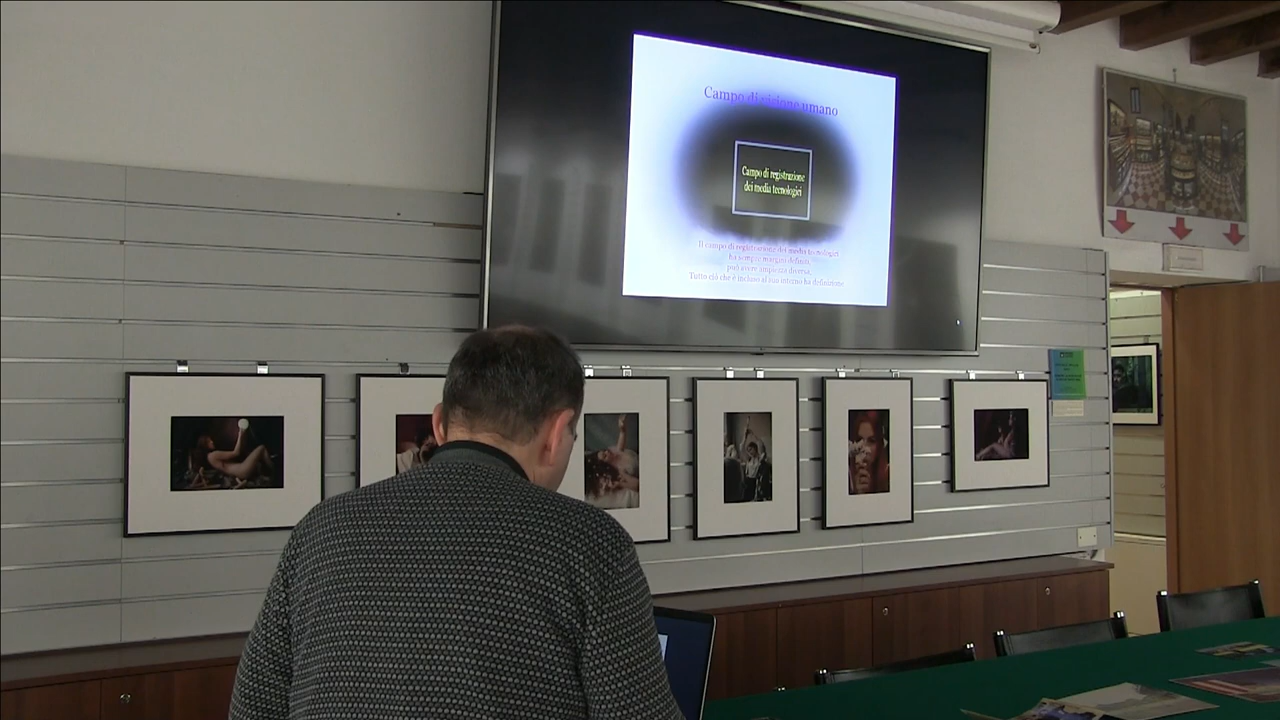 Campo di visione umano
Campo di registrazione
dei media tecnologici
Il campo di registrazione dei media tecnologici
ha sempre margini definiti,
può avere ampiezza diversa.
Tutto ciò che è incluso al suo interno ha definizione